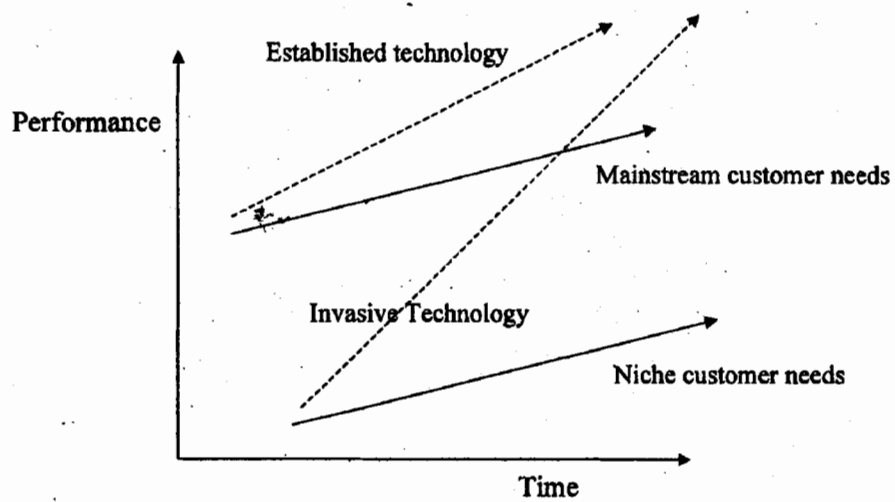 Established technology
Performance
Mainstream customer needs
Invasive Technology
Niche customer needs
Time